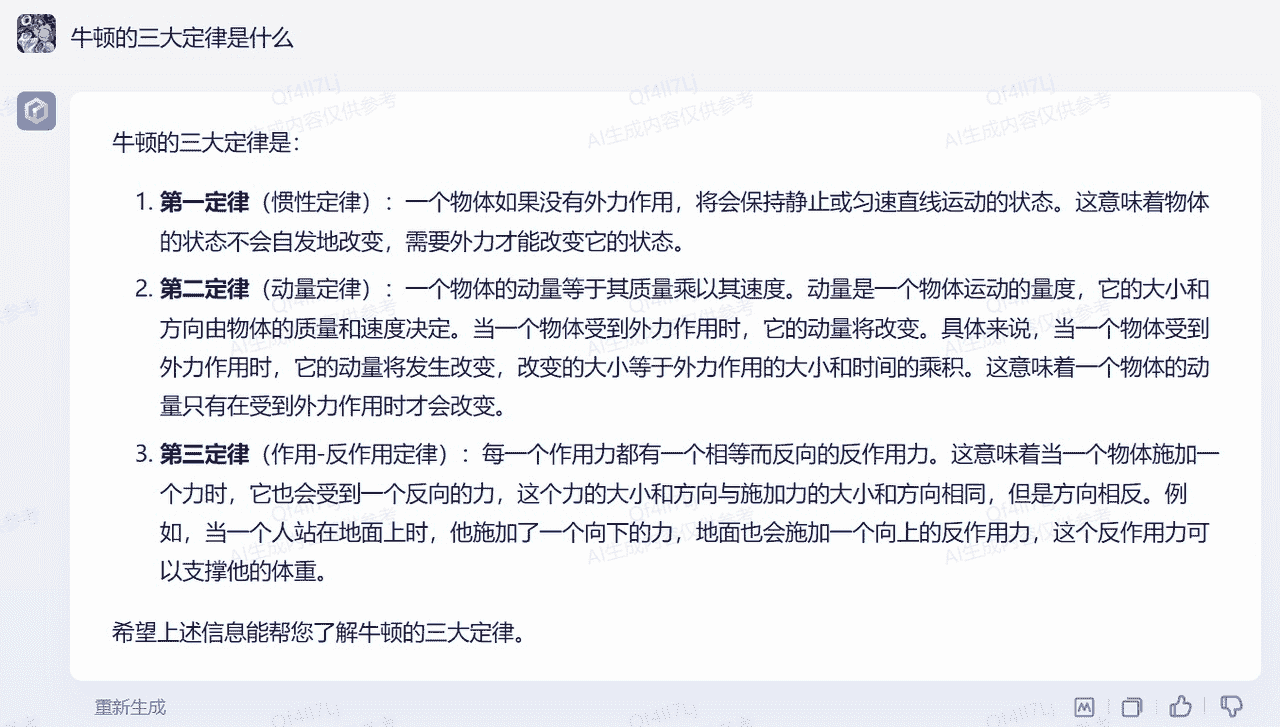 牛顿的三大定律是什么
牛顿的三大定律是：
1. 第一定律（惯性定律）：一个物体如果没有外力作用，将会保持静止或匀速直线运动的状态。这意味着物体
的状态不会自发地改变，需要外力才能改变它的状态。
2. 第二定律（动量定律）：一个物体的动量等于其质量乘以其速度。动量是一个物体运动的量度，它的大小和
方向由物体的质量和速度决定。当一个物体受到外力作用时，它的动量将改变。具体来说，当一个物体受到
外力作用时，它的动量将发生改变，改变的大小等于外力作用的大小和时间的乘积。这意味着一个物体的动
量只有在受到外力作用时才会改变。
3. 第三定律（作用-反作用定律）：每一个作用力都有一个相等而反向的反作用力。这意味着当一个物体施加一
个力时，它也会受到一个反向的力，这个力的大小和方向与施加力的大小和方向相同，但是方向相反。例
如，当一个人站在地面上时，他施加了一个向下的力，地面也会施加一个向上的反作用力，这个反作用力可
以支撑他的体重。
希望上述信息能帮您了解牛顿的三大定律。
重新生成
AI生成内容仅供参考